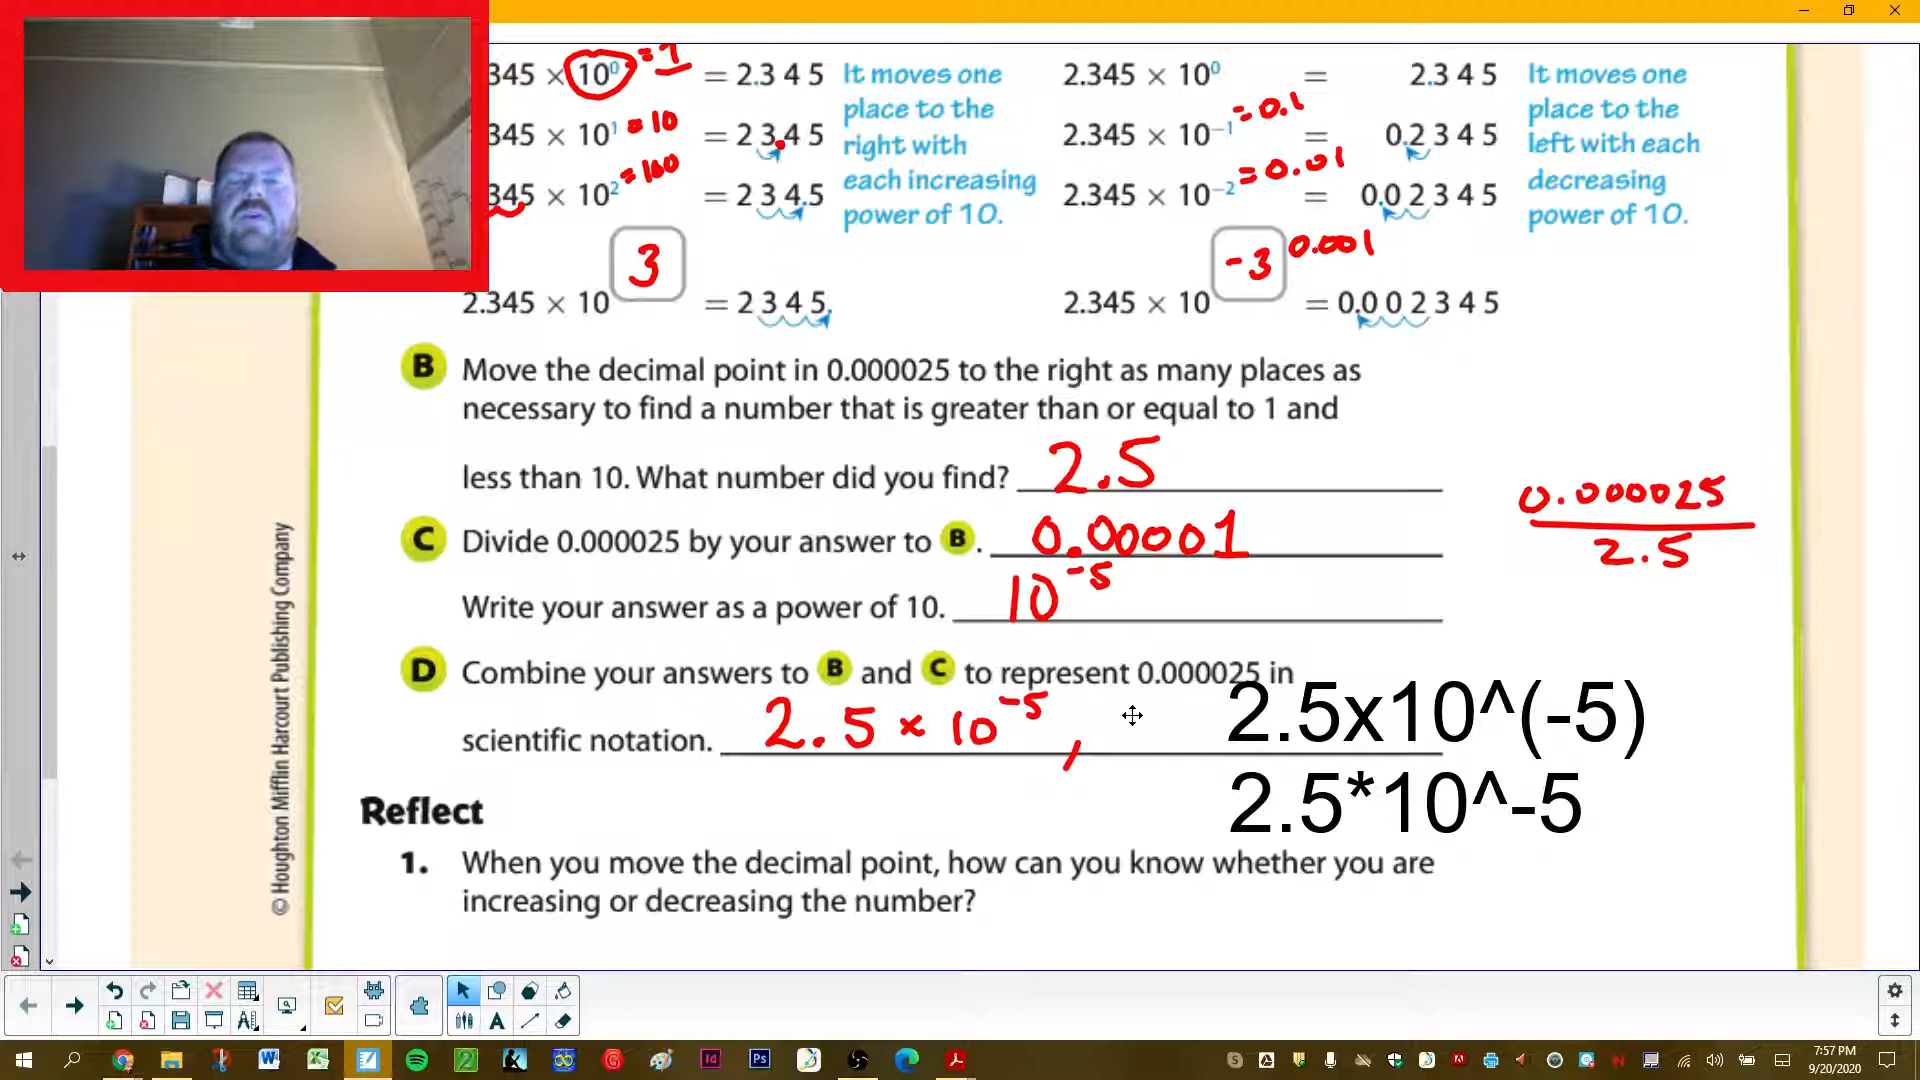 345 × 10⁰ = 1 = 2.3 4 5 It moves one 2.345 × 10⁰ = 2.3 4 5 It moves one
place to the = 0.1 place to the
345 × 10¹ = 10 = 2 3.4 5 right with 2.345 × 10⁻¹ = 0.2 3 4 5 left with each
= 100 each increasing = 0.01 decreasing
345 × 10² = 2 3 4.5 power of 10. 2.345 × 10⁻² = 0.0 2 3 4 5 power of 10.
3 -3 0.001
2.345 × 10 = 2 3 4 5. 2.345 × 10 = 0.0 0 2 3 4 5
B Move the decimal point in 0.000025 to the right as many places as
necessary to find a number that is greater than or equal to 1 and
less than 10. What number did you find? 2.5
0.000025
2.5
C Divide 0.000025 by your answer to B. 0.00001
Write your answer as a power of 10. 10⁻⁵
D Combine your answers to B and C to represent 0.000025 in
scientific notation. 2.5 × 10⁻⁵ ,
2.5x10^(-5)
2.5*10^-5
Reflect
1. When you move the decimal point, how can you know whether you are
increasing or decreasing the number?
© Houghton Mifflin Harcourt Publishing Company
7:57 PM
9/20/2020